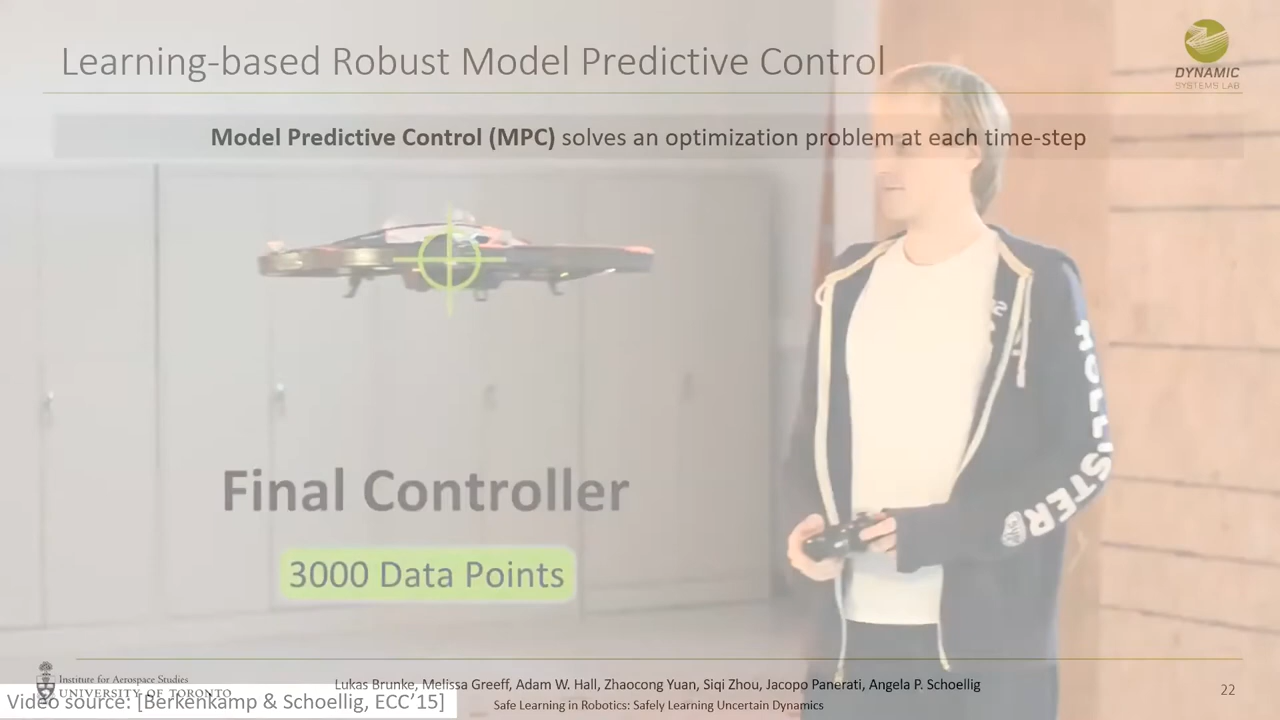 Learning-based Robust Model Predictive Control
DYNAMIC
SYSTEMS LAB
Model Predictive Control (MPC) solves an optimization problem at each time-step
HOLLISTER
Final Controller
3000 Data Points
Institute for Aerospace Studies
UNIVERSITY OF TORONTO
Video source: [Berkenkamp & Schoellig, ECC'15]
Lukas Brunke, Melissa Greeff, Adam W. Hall, Zhaocong Yuan, Siqi Zhou, Jacopo Panerati, Angela P. Schoellig
Safe Learning in Robotics: Safely Learning Uncertain Dynamics
22